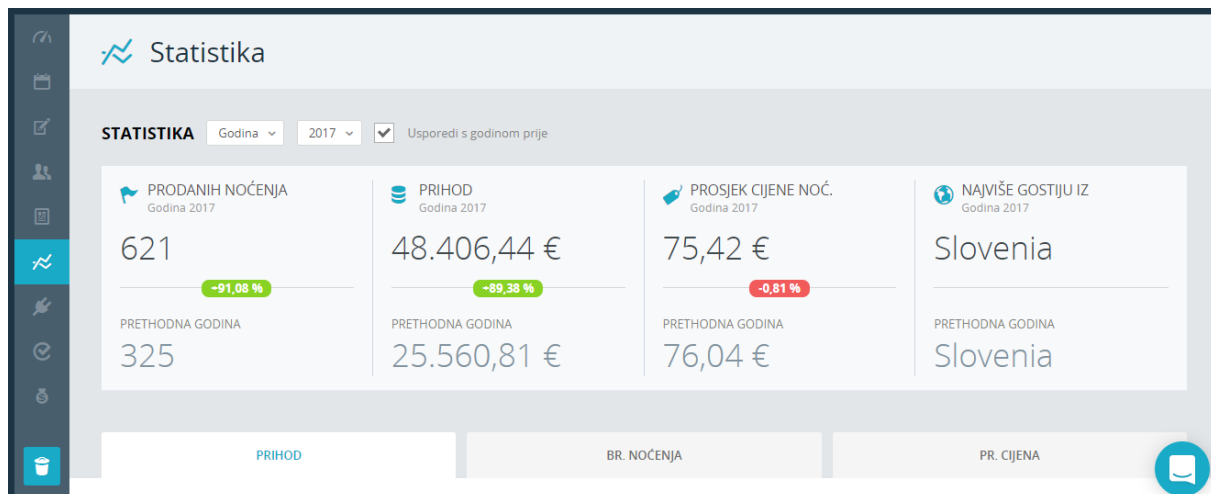 Statistika
STATISTIKA Godina 2017 Usporedi s godinom prije
PRODANIH NOĆENJA
Godina 2017
621
+91,08 %
PRETHODNA GODINA
325
PRIHOD
Godina 2017
48.406,44 €
+89,38 %
PRETHODNA GODINA
25.560,81 €
PROSJEK CIJENE NOĆ.
Godina 2017
75,42 €
-0,81 %
PRETHODNA GODINA
76,04 €
NAJVIŠE GOSTIJU IZ
Godina 2017
Slovenia
PRETHODNA GODINA
Slovenia
PRIHOD BR. NOĆENJA PR. CIJENA